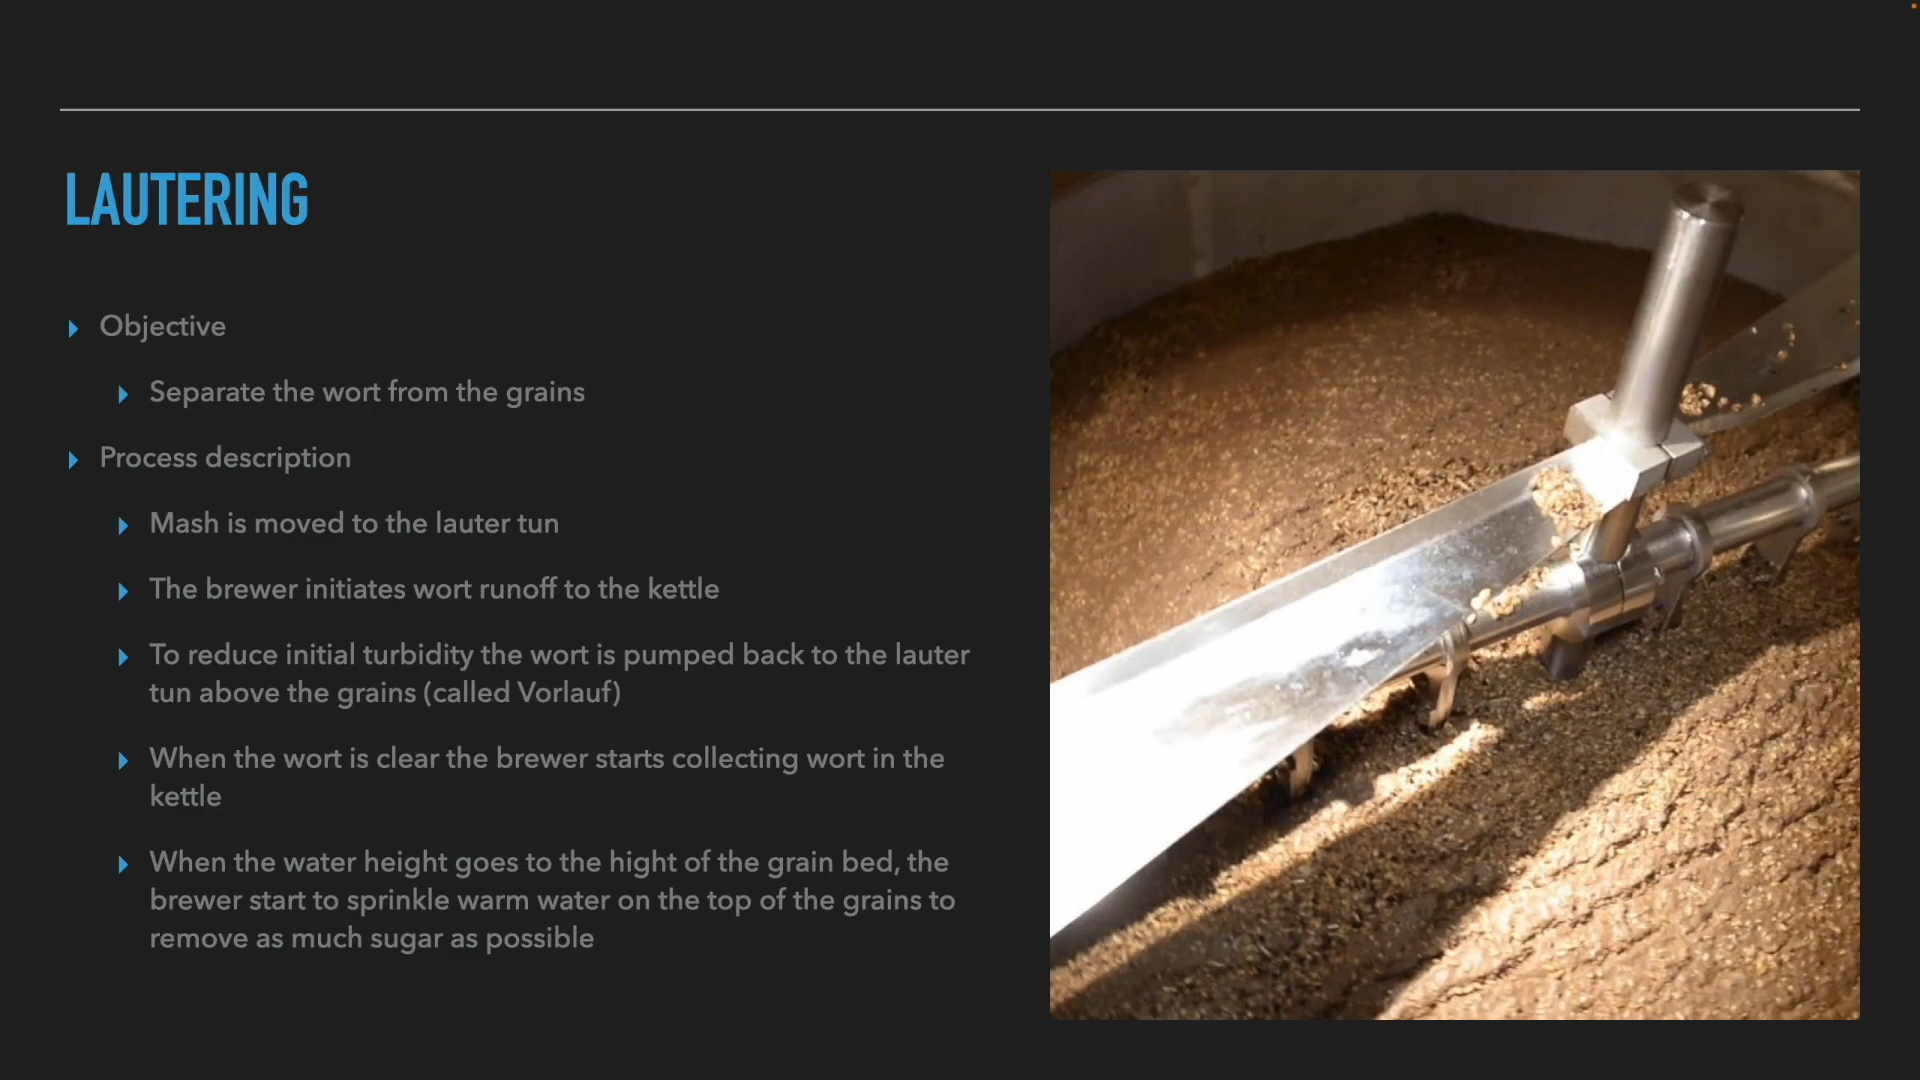 LAUTERING
Objective
Separate the wort from the grains
Process description
Mash is moved to the lauter tun
The brewer initiates wort runoff to the kettle
To reduce initial turbidity the wort is pumped back to the lauter
tun above the grains (called Vorlauf)
When the wort is clear the brewer starts collecting wort in the
kettle
When the water height goes to the hight of the grain bed, the
brewer start to sprinkle warm water on the top of the grains to
remove as much sugar as possible